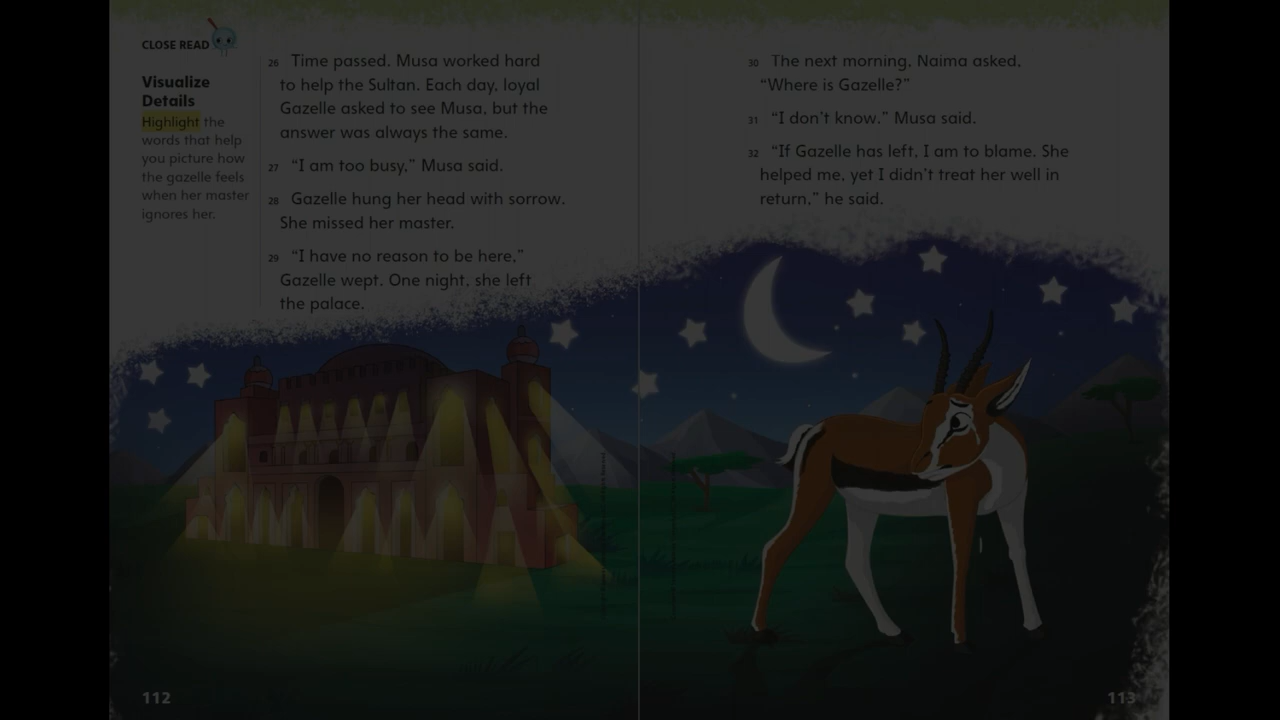 CLOSE READ
Visualize
Details
Highlight the
words that help
you picture how
the gazelle feels
when her master
ignores her.
26 Time passed. Musa worked hard
to help the Sultan. Each day, loyal
Gazelle asked to see Musa, but the
answer was always the same.
27 “I am too busy,” Musa said.
28 Gazelle hung her head with sorrow.
She missed her master.
29 “I have no reason to be here,”
Gazelle wept. One night, she left
the palace.
112
30 The next morning, Naima asked,
“Where is Gazelle?”
31 “I don’t know,” Musa said.
32 “If Gazelle has left, I am to blame. She
helped me, yet I didn’t treat her well in
return,” he said.
113